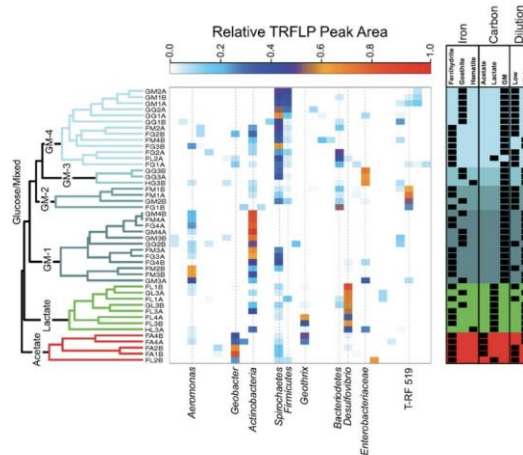 Relative TRFLP Peak Area
0.0
0.2
0.4
0.6
0.8
1.0
Iron
Carbon
Dilution
Ferrihydrite
Goethite
Hematite
Acetate
Lactate
GM
Low
Glucose/Mixed
GM-4
GM-3
GM-2
GM-1
Lactate
Acetate
GM2A
GM1B
GM1A
GG2A
GG1A
GG1B
FM2A
FG2B
FM4B
FG3B
FG2A
FL2A
FG1A
GG3B
GG3A
HG3B
FM1B
FM1A
GM2B
FG1B
GM4B
FM4A
FG4A
GM4A
GM3B
GG2B
FM3A
FG3A
FG4B
FM2B
FM3B
GM3A
FL1B
GL3A
FL1A
GL3B
FL3A
FL4A
FL3B
FL3A
FA4B
FA4A
FA2B
FA1B
FL2B
Aeromonas
Geobacter
Actinobacteria
Spirochaetes
Firmicutes
Geothrix
Bacteriodetes
Desulfovibrio
Enterobacteriaceae
T-RF 519